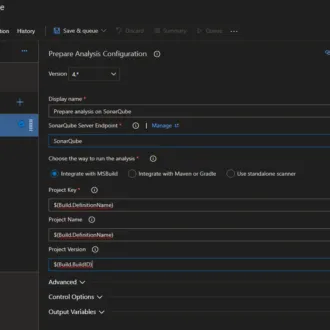 e
tion History Save & queue Discard Summary Queue ...
Prepare Analysis Configuration
Version 4.*
Display name *
Prepare analysis on SonarQube
SonarQube Server Endpoint * | Manage
SonarQube
Choose the way to run the analysis *
Integrate with MSBuild Integrate with Maven or Gradle Use standalone scanner
Project Key *
$(Build.DefinitionName)
Project Name
$(Build.DefinitionName)
Project Version
$(Build.BuildID)
Advanced
Control Options
Output Variables